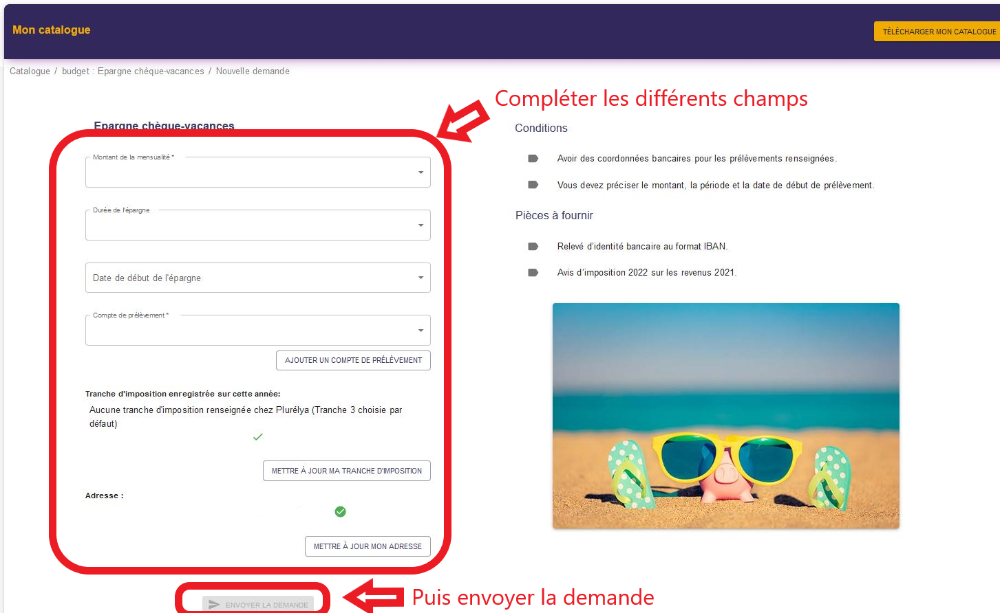 Mon catalogue
TÉLÉCHARGER MON CATALOGUE
Catalogue / budget : Epargne chèque-vacances / Nouvelle demande
Compléter les différents champs
Epargne chèque-vacances
Montant de la mensualité *
Durée de l'épargne
Date de début de l'épargne
Compte de prélèvement *
AJOUTER UN COMPTE DE PRÉLÈVEMENT
Tranche d'imposition enregistrée sur cette année:
Aucune tranche d'imposition renseignée chez Plurélya (Tranche 3 choisie par
défaut)
METTRE À JOUR MA TRANCHE D'IMPOSITION
Adresse :
METTRE À JOUR MON ADRESSE
Conditions
Avoir des coordonnées bancaires pour les prélèvements renseignées.
Vous devez préciser le montant, la période et la date de début de prélèvement.
Pièces à fournir
Relevé d'identité bancaire au format IBAN.
Avis d'imposition 2022 sur les revenus 2021.
ENVOYER LA DEMANDE
Puis envoyer la demande